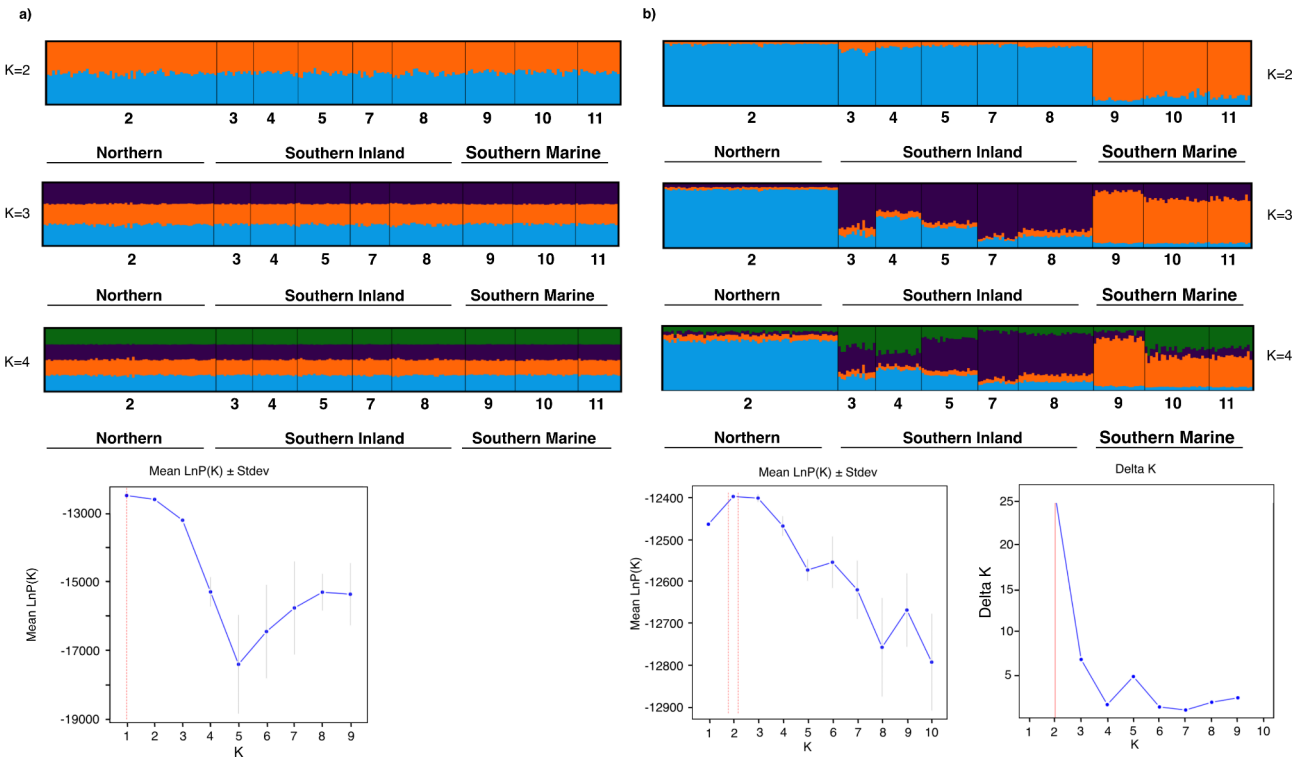 a)
K=2
2 3 4 5 7 8 9 10 11
Northern Southern Inland Southern Marine
K=3
2 3 4 5 7 8 9 10 11
Northern Southern Inland Southern Marine
K=4
2 3 4 5 7 8 9 10 11
Northern Southern Inland Southern Marine
Mean LnP(K) ± Stdev
Mean LnP(K)
-13000
-15000
-17000
-19000
1 2 3 4 5 6 7 8 9
K
b)
K=2
2 3 4 5 7 8 9 10 11
Northern Southern Inland Southern Marine
K=3
2 3 4 5 7 8 9 10 11
Northern Southern Inland Southern Marine
K=4
2 3 4 5 7 8 9 10 11
Northern Southern Inland Southern Marine
Mean LnP(K) ± Stdev
Mean LnP(K)
-12400
-12500
-12600
-12700
-12800
-12900
1 2 3 4 5 6 7 8 9 10
K
Delta K
Delta K
25
20
15
10
5
1 2 3 4 5 6 7 8 9 10
K